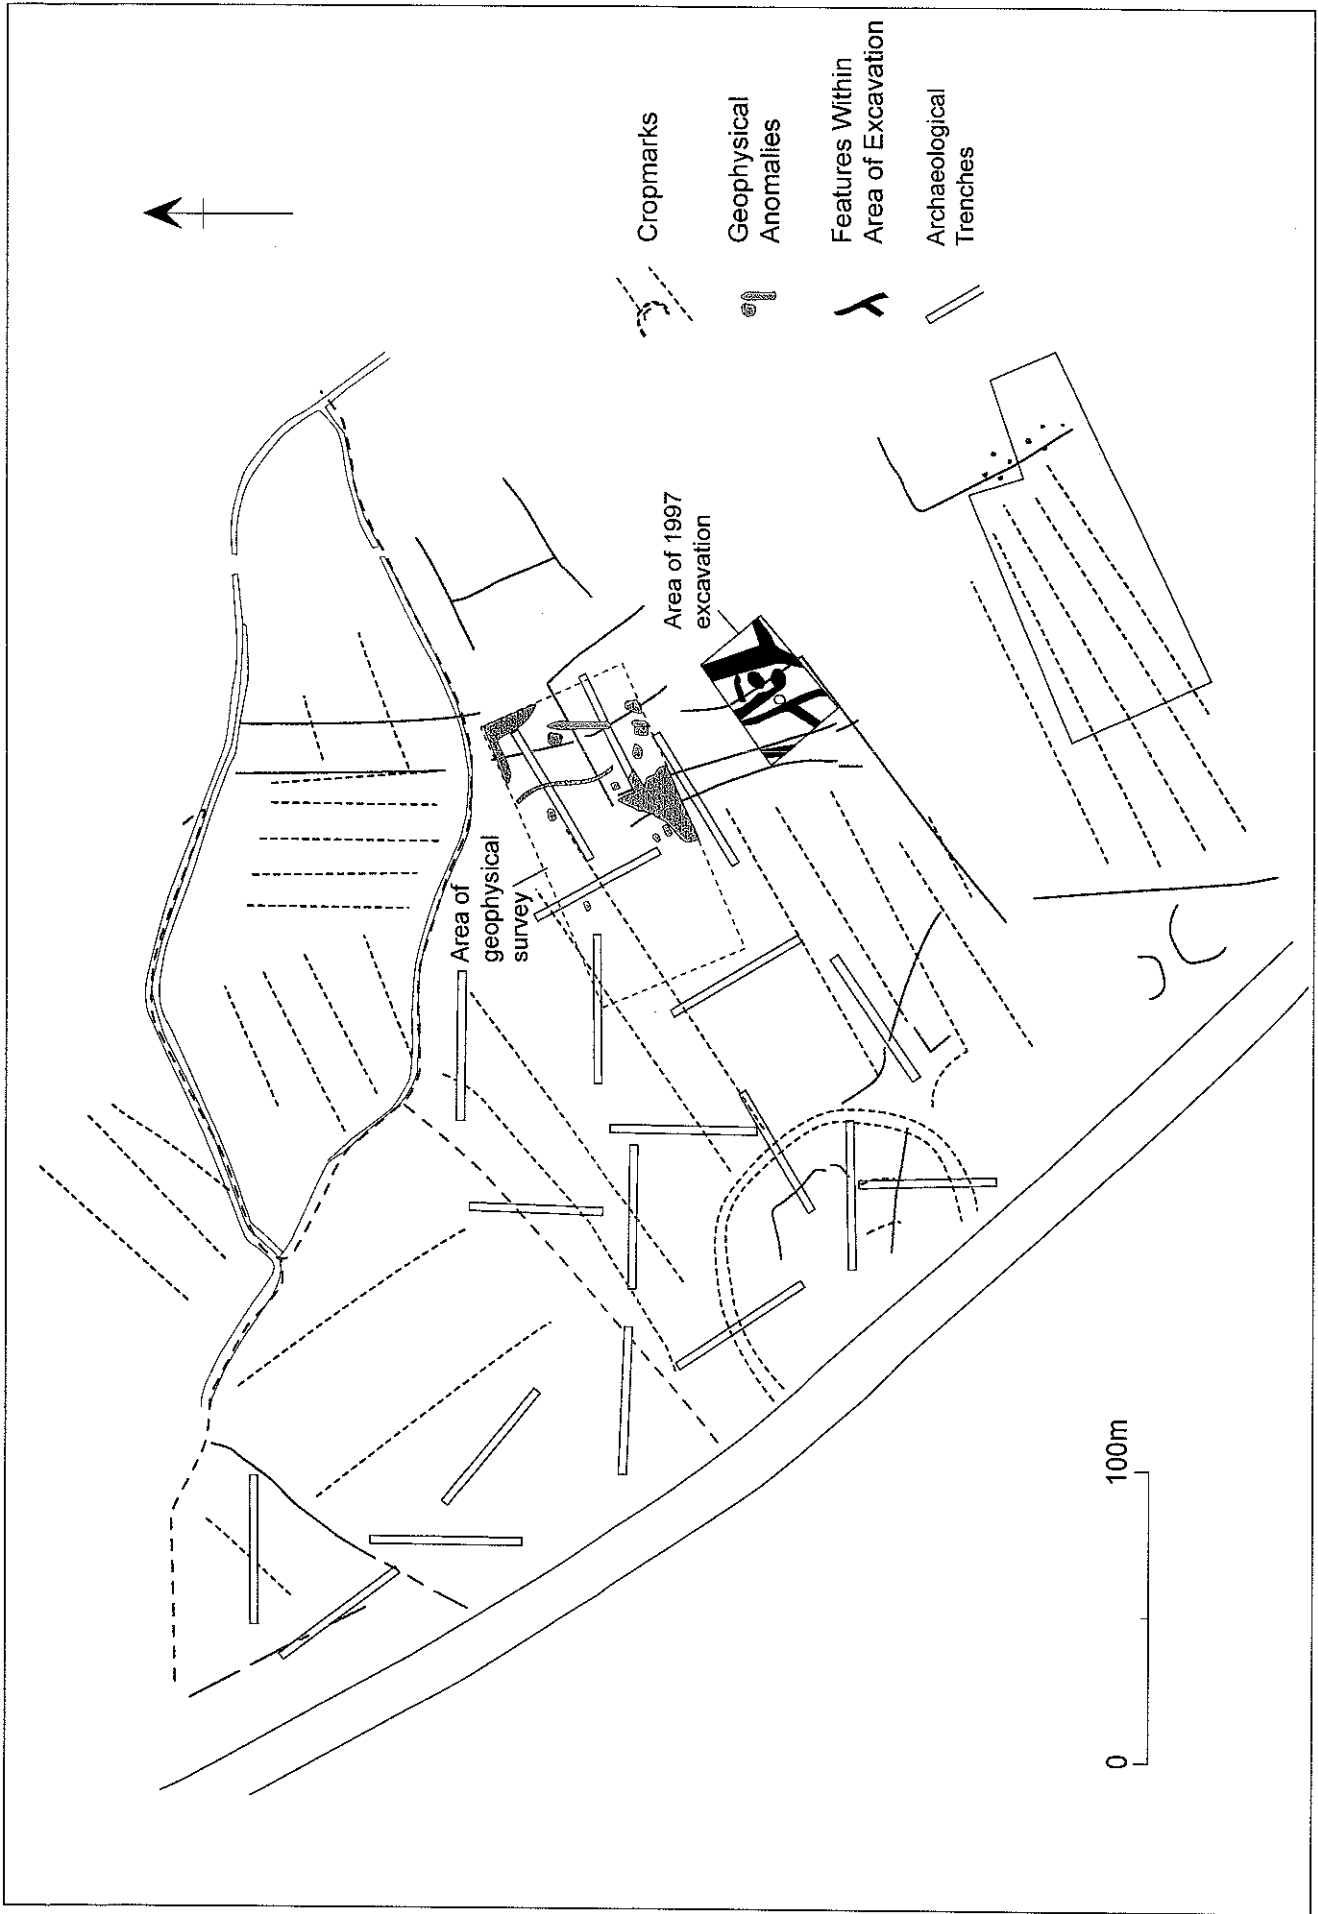 Cropmarks
Geophysical
Anomalies
Features Within
Area of Excavation
Archaeological
Trenches
Area of 1997
excavation
Area of
geophysical
survey
0
100m